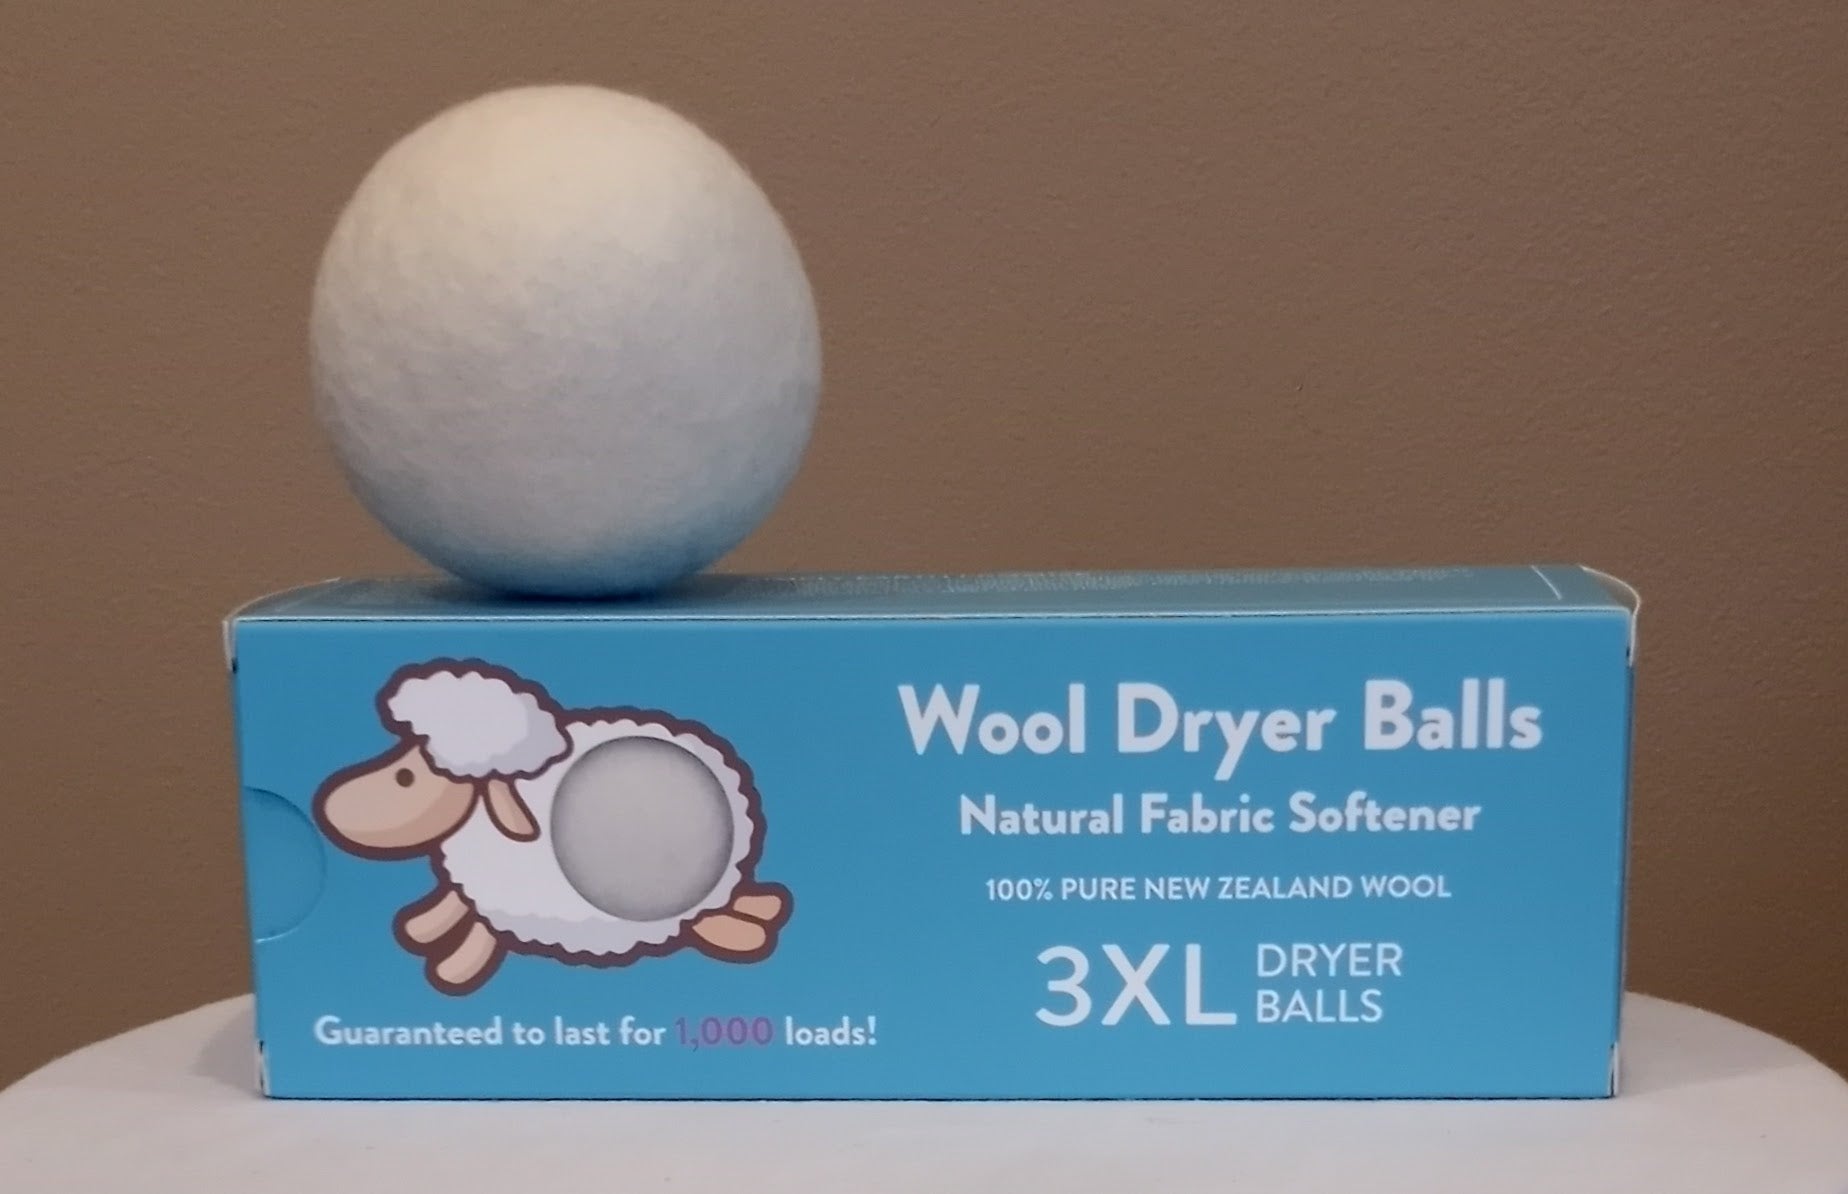 Wool Dryer Balls
Natural Fabric Softener
100% PURE NEW ZEALAND WOOL
3XL DRYER
BALLS
Guaranteed to last for 1,000 loads!